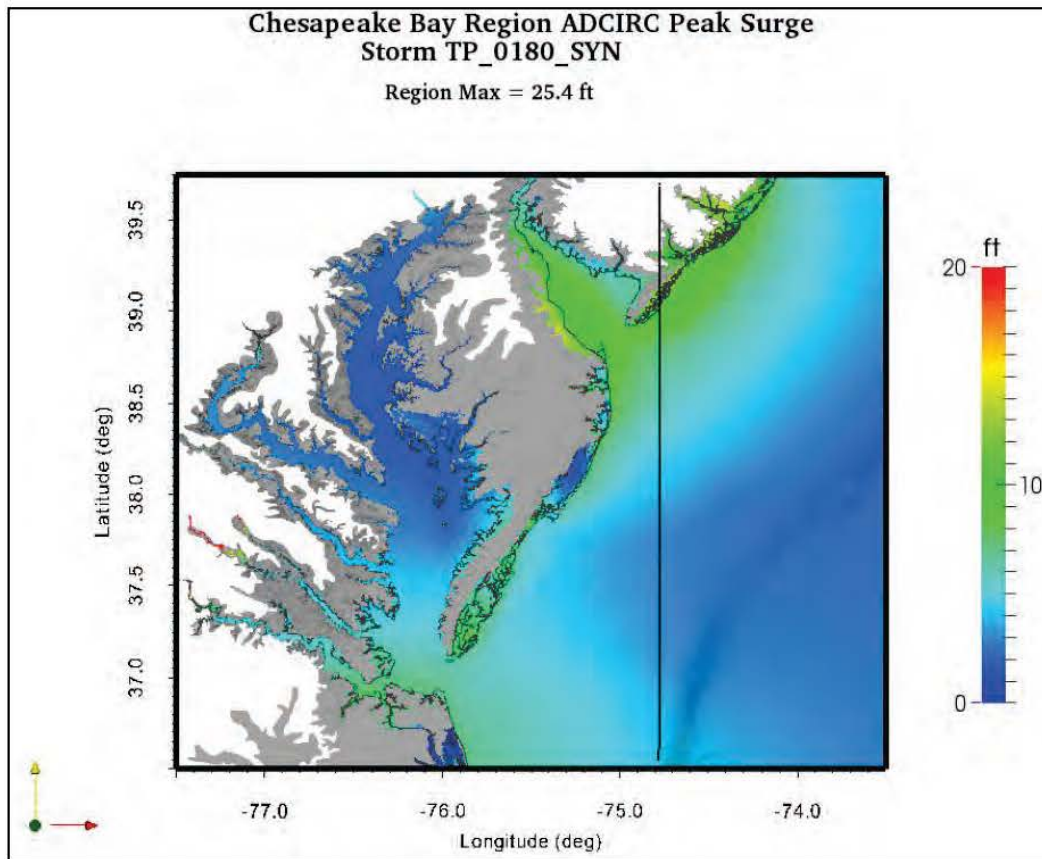 Chesapeake Bay Region ADCIRC Peak Surge
Storm TP_0180_SYN
Region Max = 25.4 ft
39.5
39.0
38.5
38.0
37.5
37.0
Latitude (deg)
-77.0
-76.0
-75.0
-74.0
Longitude (deg)
ft
20
10
0